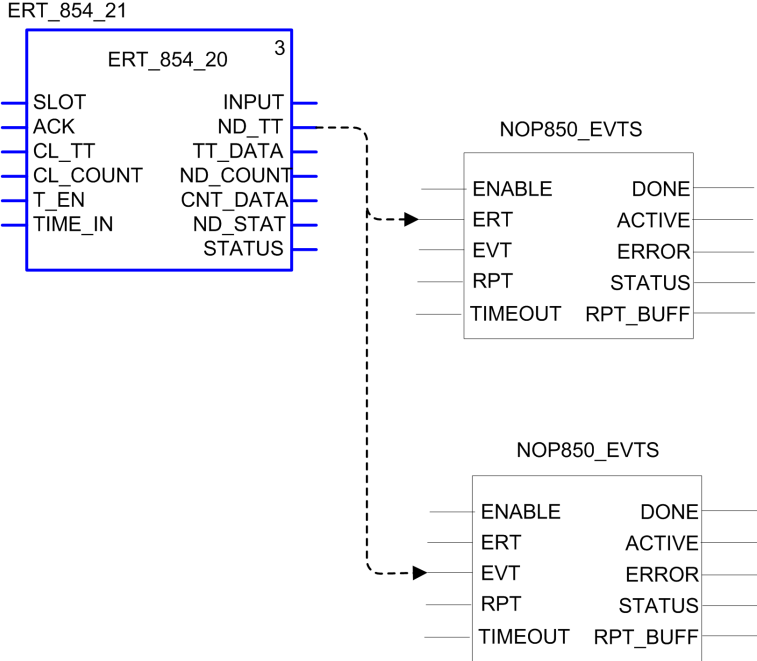 ERT_854_21
3
ERT_854_20
SLOT INPUT
ACK ND_TT
CL_TT TT_DATA
CL_COUNT ND_COUNT
T_EN CNT_DATA
TIME_IN ND_STAT
STATUS
NOP850_EVTS
ENABLE DONE
ERT ACTIVE
EVT ERROR
RPT STATUS
TIMEOUT RPT_BUFF
NOP850_EVTS
ENABLE DONE
ERT ACTIVE
EVT ERROR
RPT STATUS
TIMEOUT RPT_BUFF